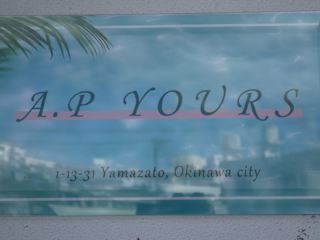 A.P YOURS
1-13-31 Yamazato, Okinawa city